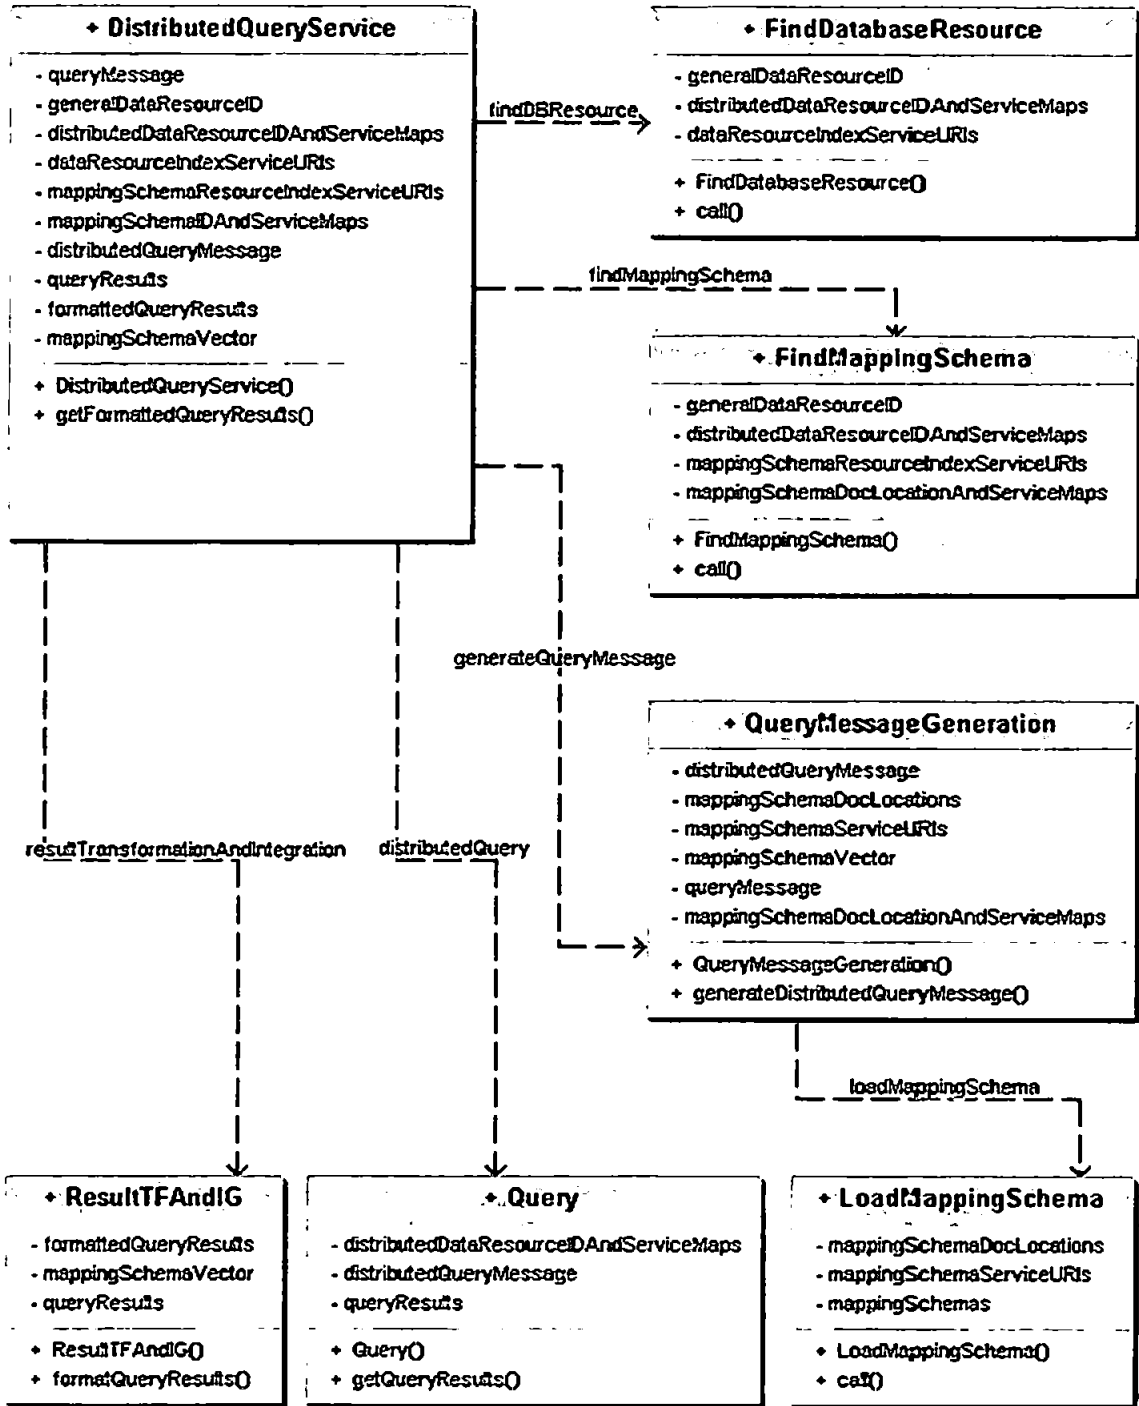 + DistributedQueryService
- queryMessage
- generalDataResourceID
- distributedDataResourceIDAndServiceMaps
- dataResourceIndexServiceURIs
- mappingSchemaResourceIndexServiceURIs
- mappingSchemaIDAndServiceMaps
- distributedQueryMessage
- queryResults
- formattedQueryResults
- mappingSchemaVector
+ DistributedQueryService()
+ getFormattedQueryResults()
findDBResource
+ FindDatabaseResource
- generalDataResourceID
- distributedDataResourceIDAndServiceMaps
- dataResourceIndexServiceURIs
+ FindDatabaseResource()
+ call()
findMappingSchema
+ FindMappingSchema
- generalDataResourceID
- distributedDataResourceIDAndServiceMaps
- mappingSchemaResourceIndexServiceURIs
- mappingSchemaDocLocationAndServiceMaps
+ FindMappingSchema()
+ call()
generateQueryMessage
+ QueryMessageGeneration
- distributedQueryMessage
- mappingSchemaDocLocations
- mappingSchemaServiceURIs
- mappingSchemaVector
- queryMessage
- mappingSchemaDocLocationAndServiceMaps
+ QueryMessageGeneration()
+ generateDistributedQueryMessage()
resultTransformationAndIntegration
distributedQuery
loadMappingSchema
+ ResultTFAndIG
- formattedQueryResults
- mappingSchemaVector
- queryResults
+ ResultTFAndIG()
+ formatQueryResults()
+ Query
- distributedDataResourceIDAndServiceMaps
- distributedQueryMessage
- queryResults
+ Query()
+ getQueryResults()
+ LoadMappingSchema
- mappingSchemaDocLocations
- mappingSchemaServiceURIs
- mappingSchemas
+ LoadMappingSchema()
+ call()